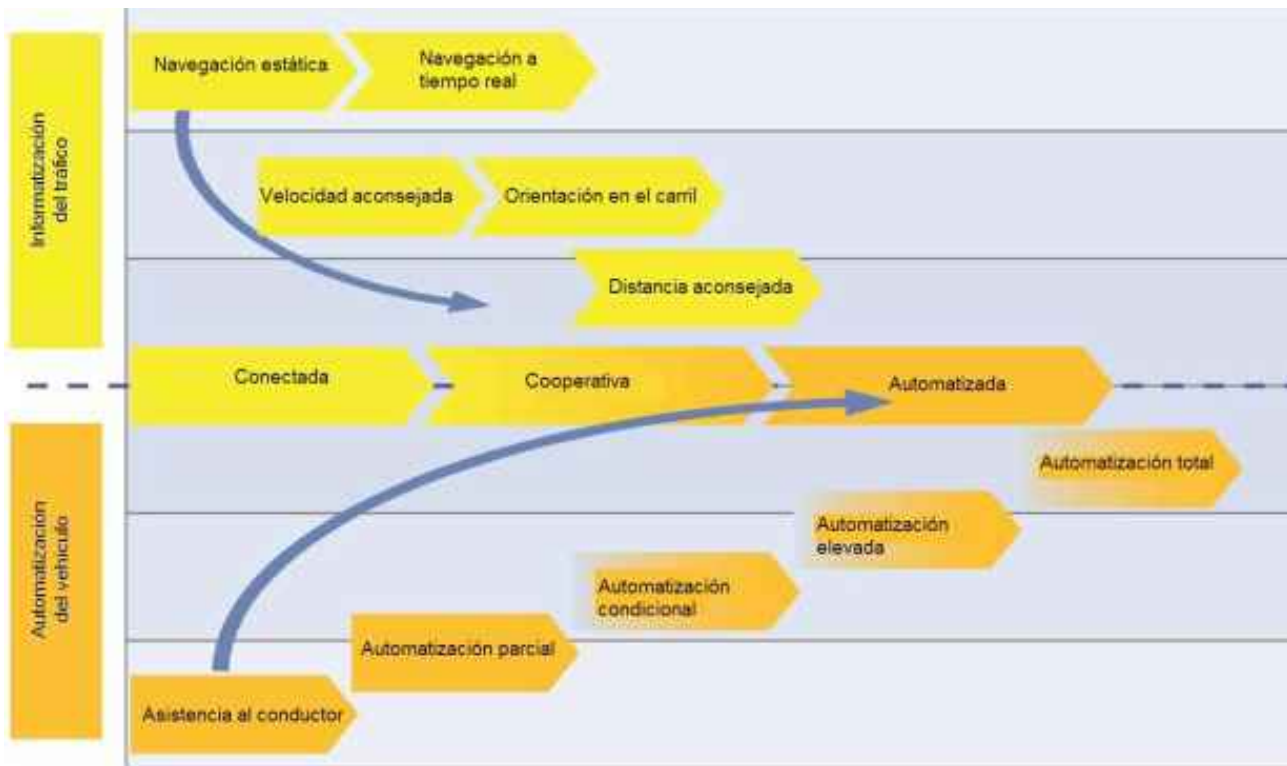 Informatización
del tráfico
Navegación estática
Navegación a
tiempo real
Velocidad aconsejada
Orientación en el carril
Distancia aconsejada
Conectada
Cooperativa
Automatizada
Automatizacion
del vehículo
Automatización total
Automatización
elevada
Automatización
condicional
Automatización parcial
Asistencia al conductor